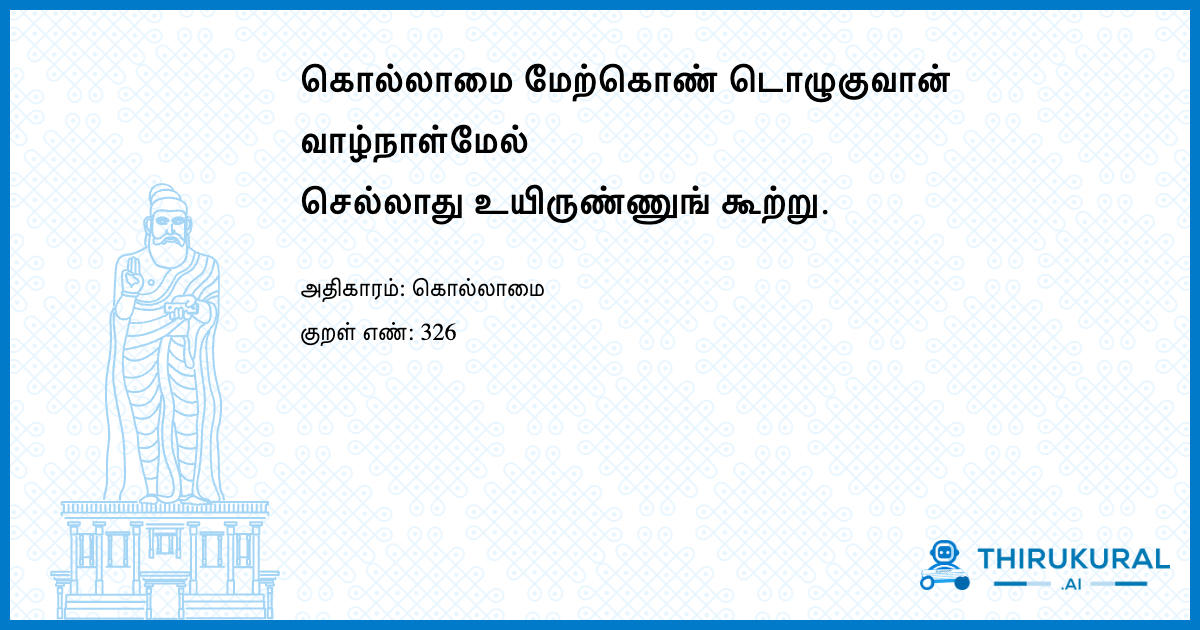 கொல்லாமை மேற்கொண் டொழுகுவான்
வாழ்நாள்மேல்
செல்லாது உயிருண்ணுங் கூற்று.
அதிகாரம்: கொல்லாமை
குறள் எண்: 326
THIRUKURAL
.AI